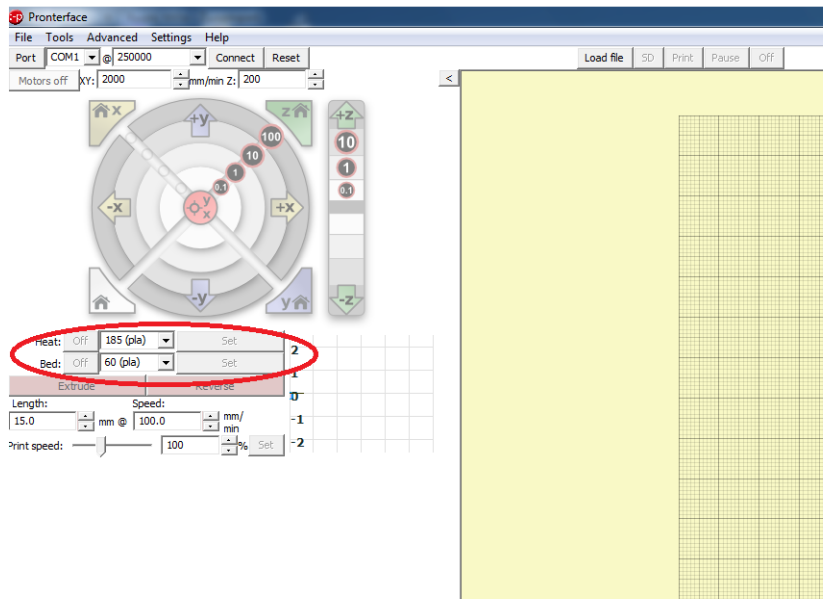 Pronterface
File Tools Advanced Settings Help
Port COM1 @ 250000 Connect Reset Load file SD Print Pause Off
Motors off XY: 2000 mm/min Z: 200 <
x +y z +z
100 10
10 1
1 0.1
0.1
-x y x +x
-y y -z
Heat: Off 185 (pla) Set
2
Bed: Off 60 (pla) Set
1
Extrude Reverse
0
Length: Speed:
15.0 mm @ 100.0 mm/min -1
Print speed: 100 % Set -2